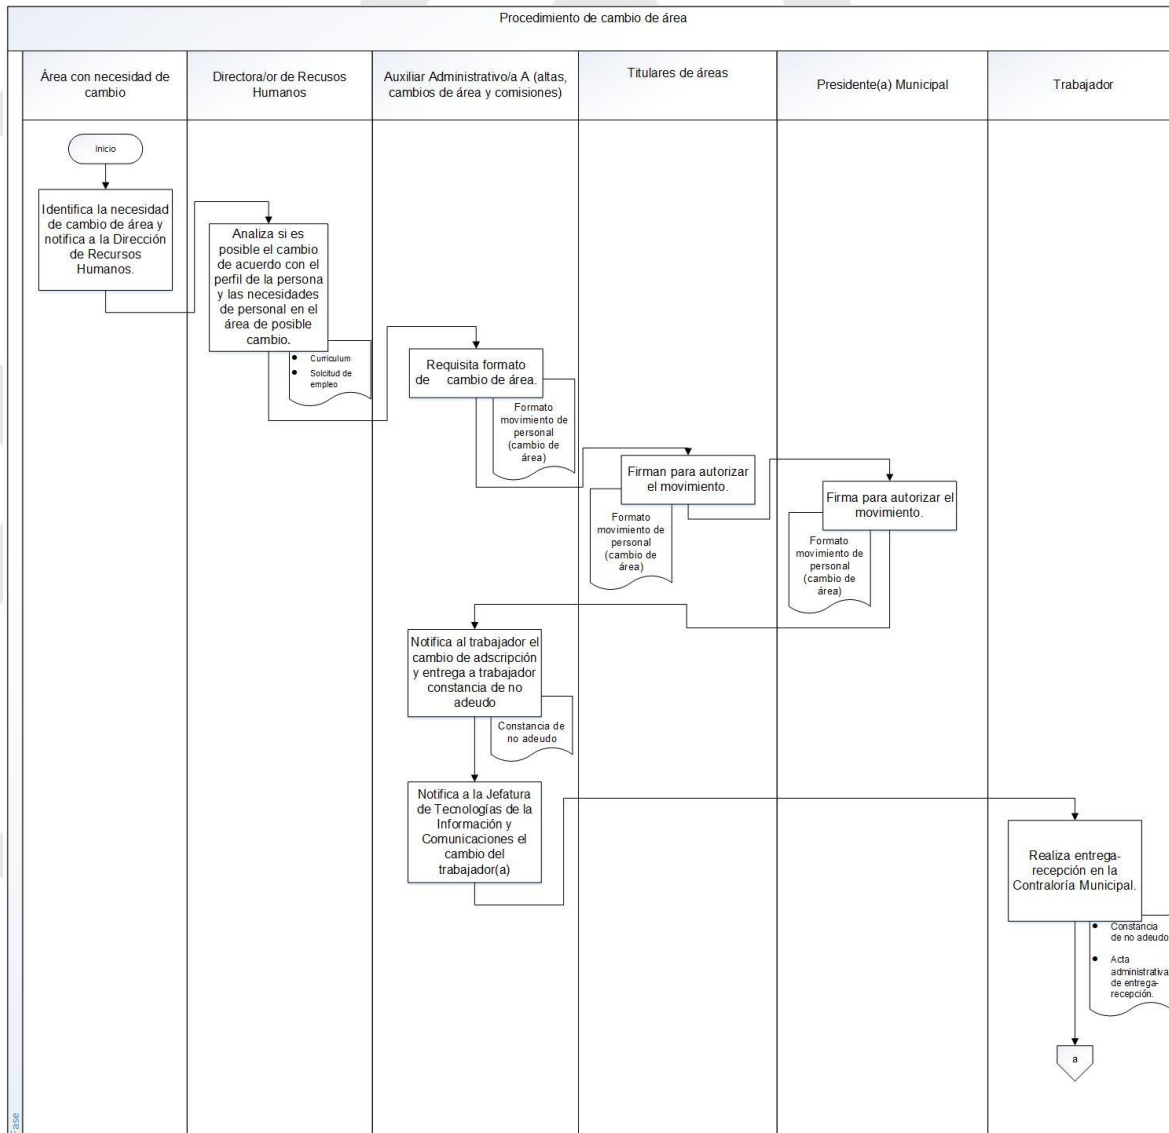 Procedimiento de cambio de área
Área con necesidad de
cambio
Directora/or de Recusos
Humanos
Auxiliar Administrativo/a A (altas,
cambios de área y comisiones)
Titulares de áreas
Presidente(a) Municipal
Trabajador
Inicio
Identifica la necesidad
de cambio de área y
notifica a la Dirección
de Recursos
Humanos.
Analiza si es
posible el cambio
de acuerdo con el
perfil de la persona
y las necesidades
de personal en el
área de posible
cambio.
Curriculum
Solcitud de
empleo
Requisita formato
de cambio de área.
Formato
movimiento de
personal
(cambio de
área)
Firman para autorizar
el movimiento.
Formato
movimiento de
personal
(cambio de
área)
Firma para autorizar el
movimiento.
Formato
movimiento de
personal
(cambio de
área)
Notifica al trabajador el
cambio de adscripción
y entrega a trabajador
constancia de no
adeudo
Constancia de
no adeudo
Notifica a la Jefatura
de Tecnologías de la
Información y
Comunicaciones el
cambio del
trabajador(a)
Realiza entrega-
recepción en la
Contraloría Municipal.
Constancia
de no adeudo
Acta
administrativa
de entrega-
recepción.
a
Fase